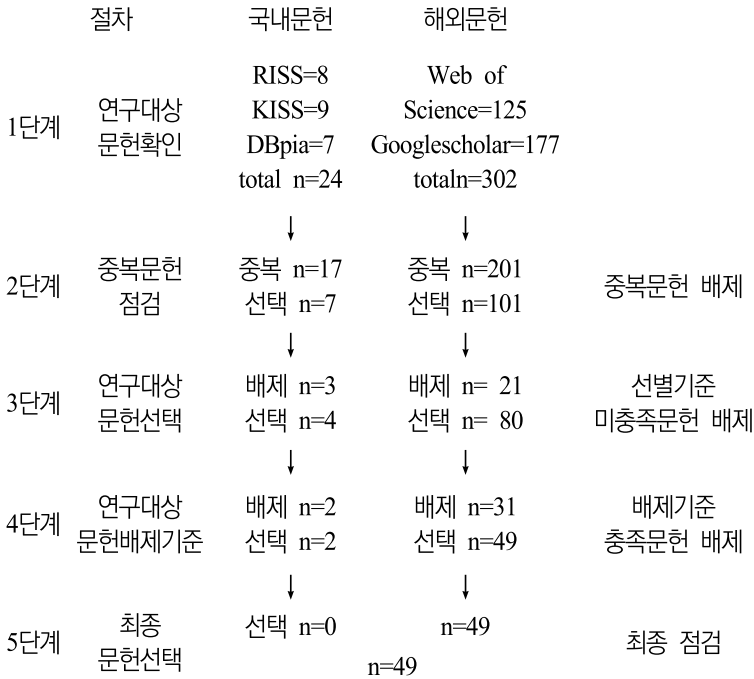 절차 국내문헌 해외문헌
RISS=8 Web of
1단계 연구대상 KISS=9 Science=125
문헌확인 DBpia=7 Googlescholar=177
total n=24 totaln=302
↓ ↓
2단계 중복문헌 중복 n=17 중복 n=201 중복문헌 배제
점검 선택 n=7 선택 n=101
↓ ↓
3단계 연구대상 배제 n=3 배제 n= 21 선별기준
문헌선택 선택 n=4 선택 n= 80 미충족문헌 배제
↓ ↓
4단계 연구대상 배제 n=2 배제 n=31 배제기준
문헌배제기준 선택 n=2 선택 n=49 충족문헌 배제
↓ ↓
5단계 최종 선택 n=0 n=49 최종 점검
문헌선택 n=49